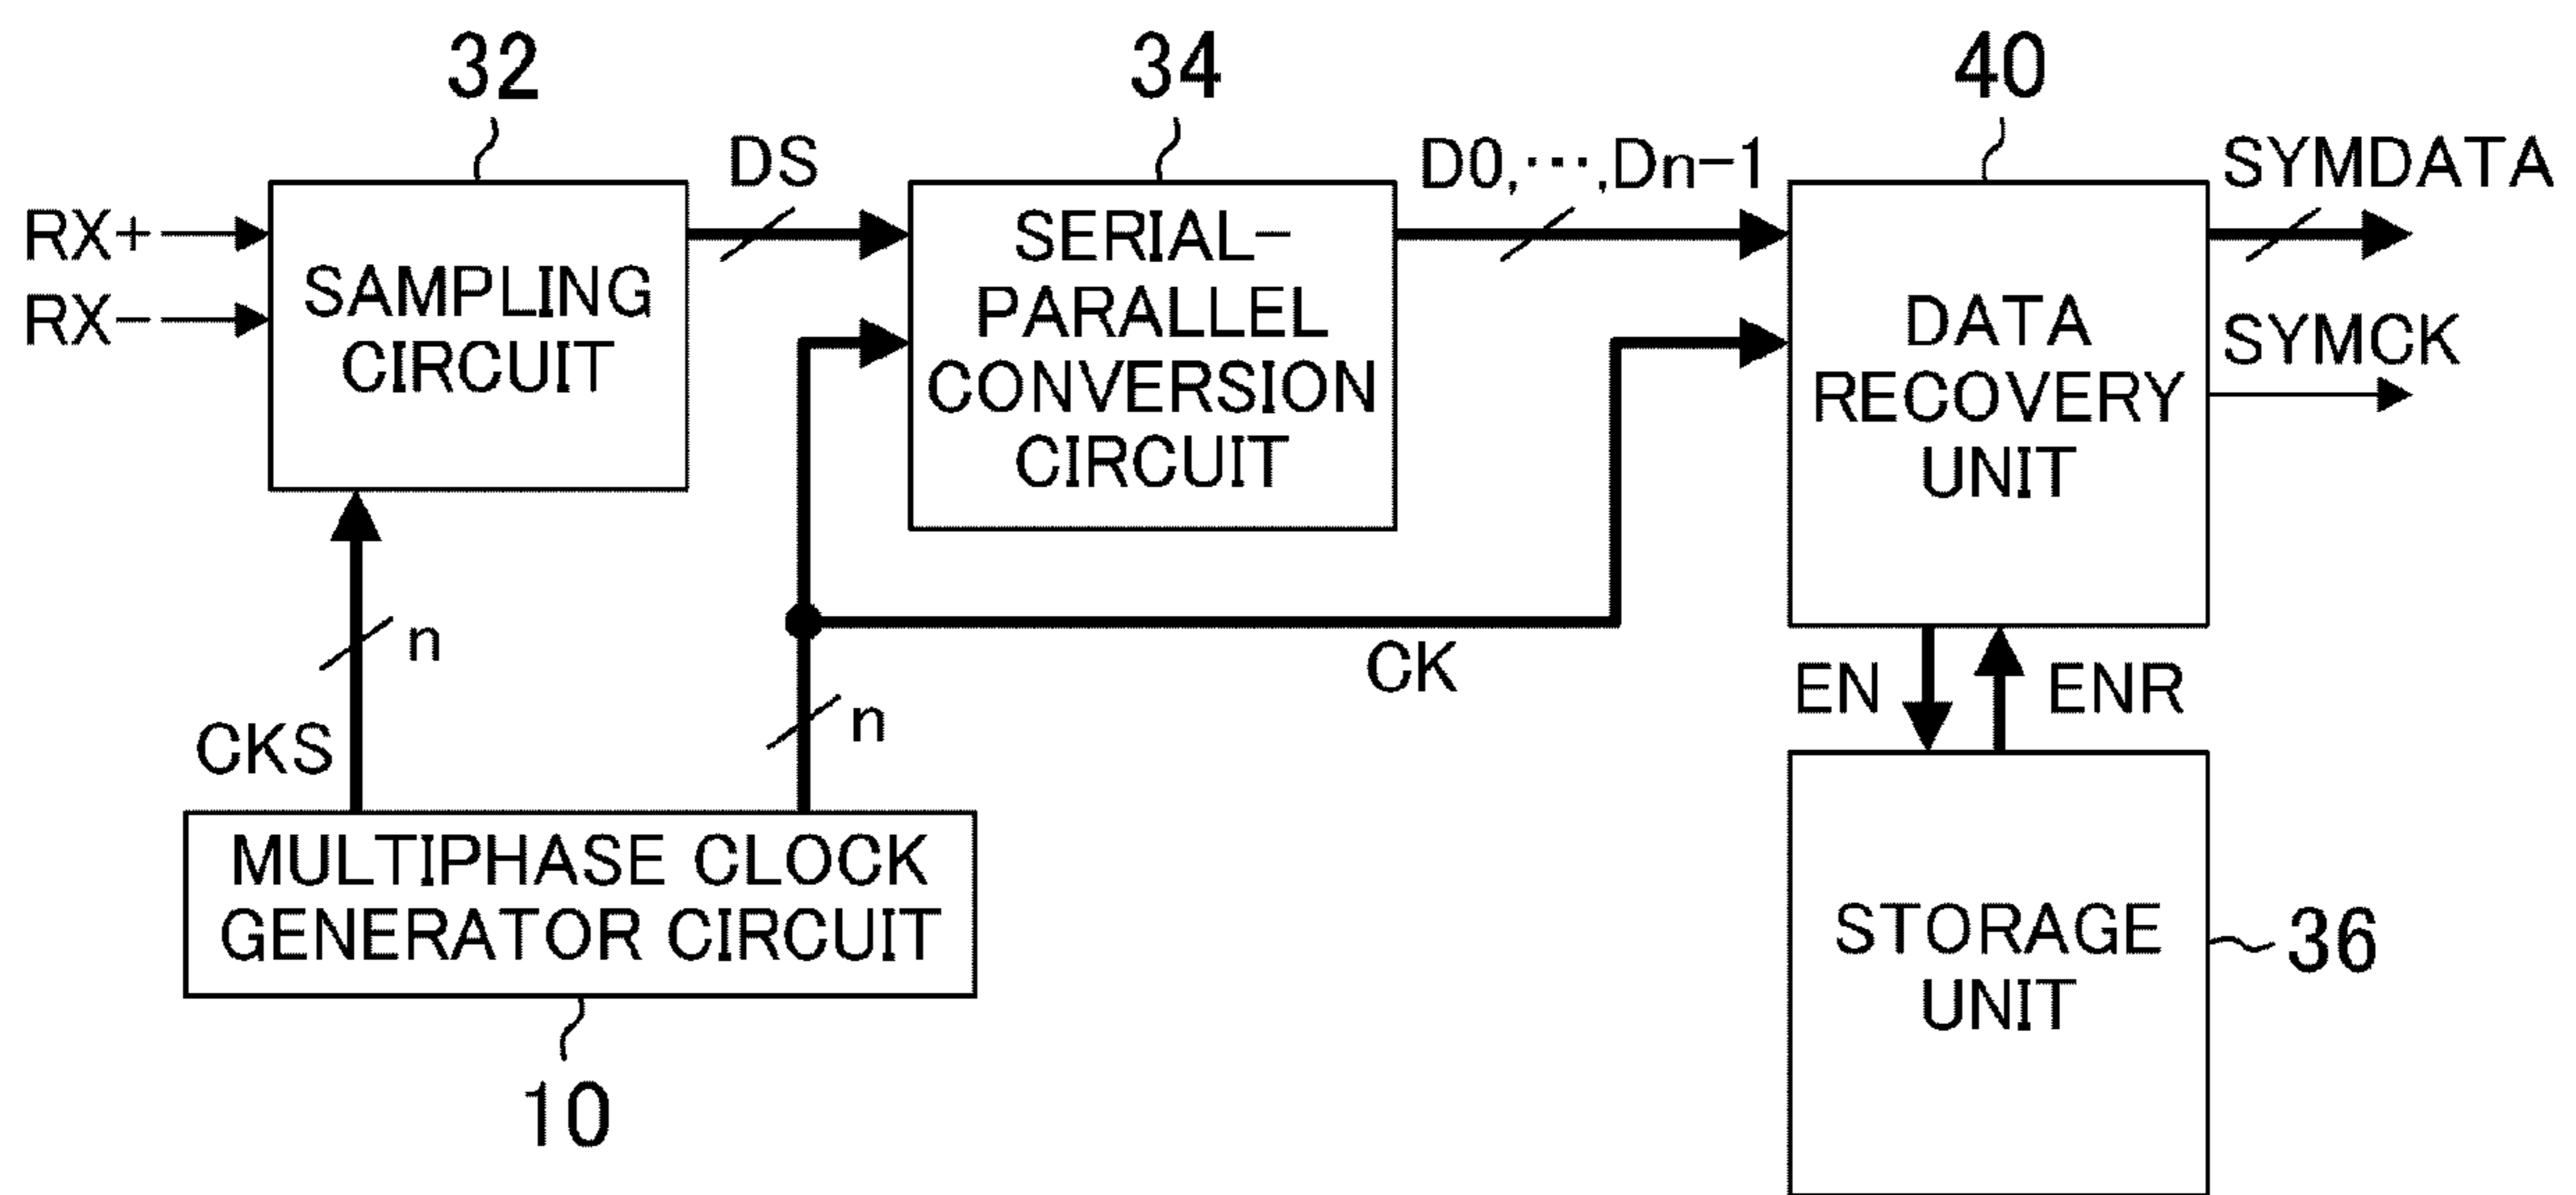 32
34
40
DS
D0,···,Dn-1
SYMDATA
RX+
RX-
SAMPLING
CIRCUIT
SERIAL-
PARALLEL
CONVERSION
CIRCUIT
DATA
RECOVERY
UNIT
SYMCK
n
CK
EN
ENR
CKS
n
MULTIPHASE CLOCK
GENERATOR CIRCUIT
STORAGE
UNIT
36
10